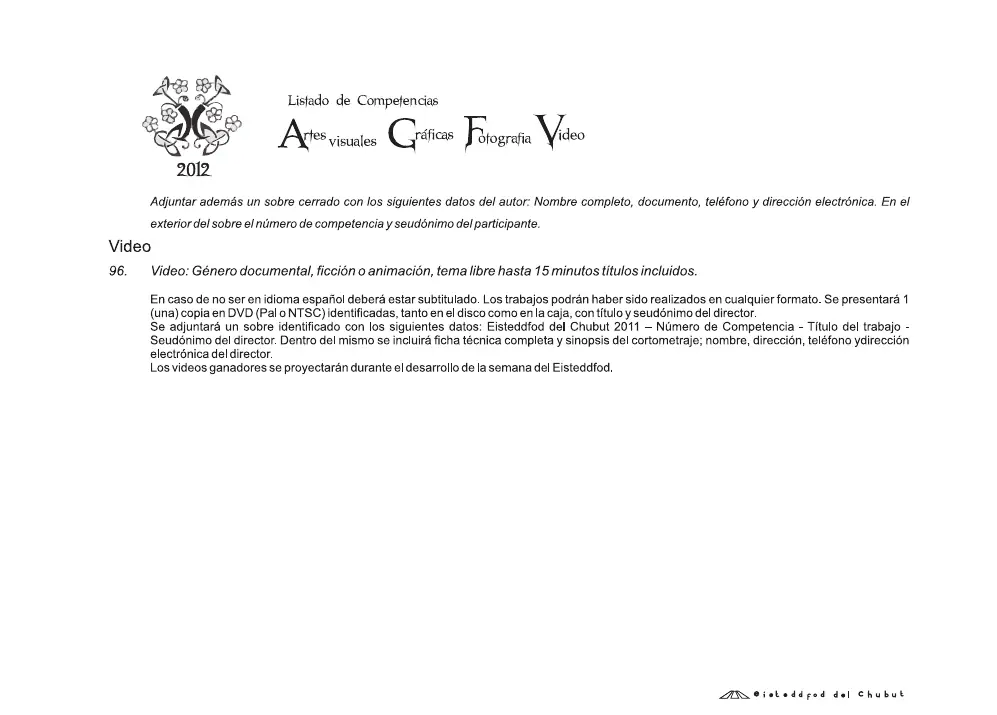 2012
Listado de Competencias
Artes visuales Gráficas Fotografia Video
Adjuntar además un sobre cerrado con los siguientes datos del autor: Nombre completo, documento, teléfono y dirección electrónica. En el
exterior del sobre el número de competencia y seudónimo del participante.
Video
96. Video: Género documental, ficción o animación, tema libre hasta 15 minutos títulos incluidos.
En caso de no ser en idioma español deberá estar subtitulado. Los trabajos podrán haber sido realizados en cualquier formato. Se presentará 1
(una) copia en DVD (Pal o NTSC) identificadas, tanto en el disco como en la caja, con título y seudónimo del director.
Se adjuntará un sobre identificado con los siguientes datos: Eisteddfod del Chubut 2011 – Número de Competencia - Título del trabajo -
Seudónimo del director. Dentro del mismo se incluirá ficha técnica completa y sinopsis del cortometraje; nombre, dirección, teléfono ydirección
electrónica del director.
Los videos ganadores se proyectarán durante el desarrollo de la semana del Eisteddfod.
eisteddfod del Chubut